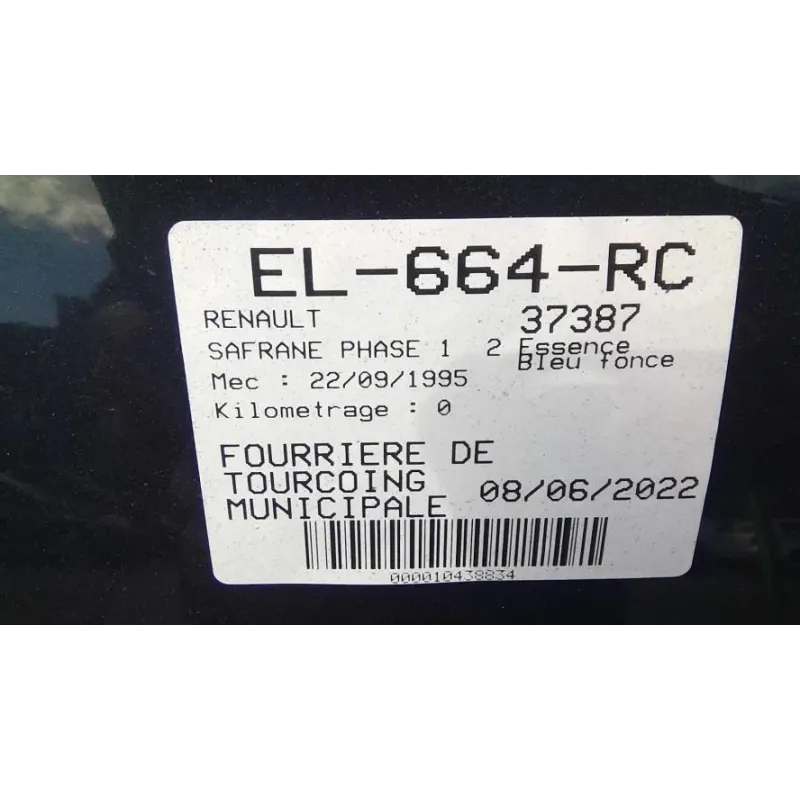 EL-664-RC
RENAULT 37387
SAFRANE PHASE 1 2 Essence
Bleu fonce
Mec : 22/09/1995
Kilometrage : 0
FOURRIERE DE
TOURCOING
MUNICIPALE 08/06/2022
000010438834